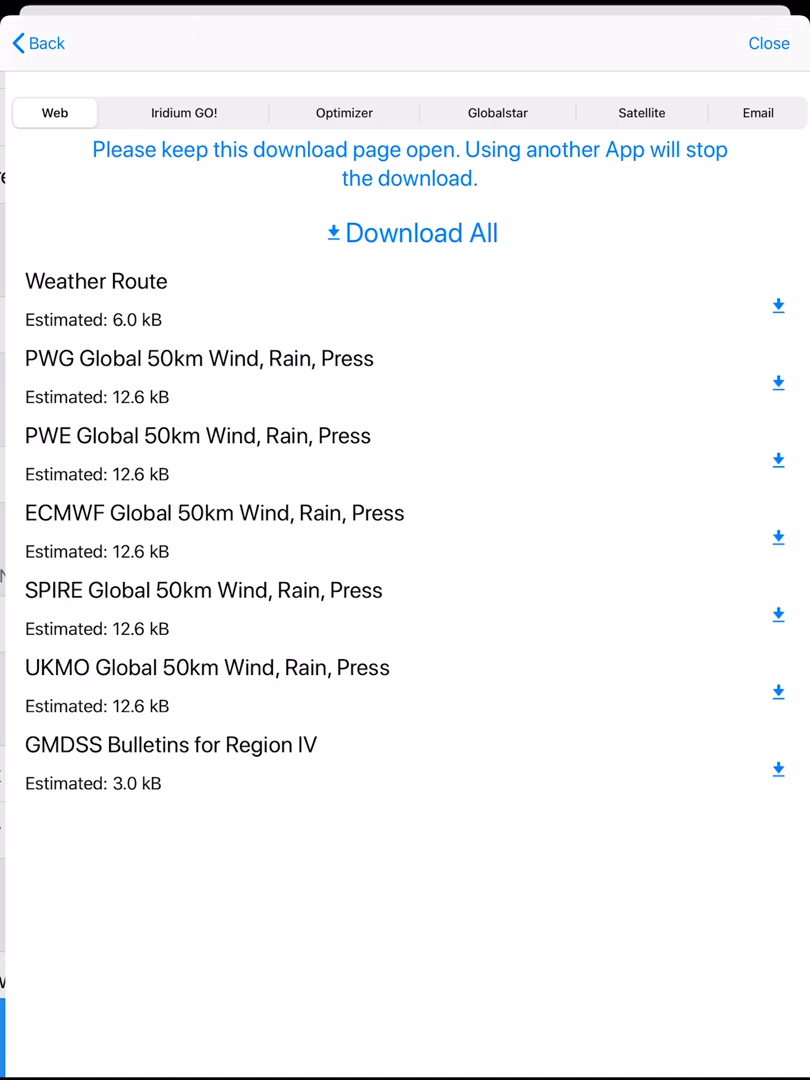 Back
Close
Web
Iridium GO!
Optimizer
Globalstar
Satellite
Email
Please keep this download page open. Using another App will stop
the download.
Download All
Weather Route
Estimated: 6.0 kB
PWG Global 50km Wind, Rain, Press
Estimated: 12.6 kB
PWE Global 50km Wind, Rain, Press
Estimated: 12.6 kB
ECMWF Global 50km Wind, Rain, Press
Estimated: 12.6 kB
SPIRE Global 50km Wind, Rain, Press
Estimated: 12.6 kB
UKMO Global 50km Wind, Rain, Press
Estimated: 12.6 kB
GMDSS Bulletins for Region IV
Estimated: 3.0 kB